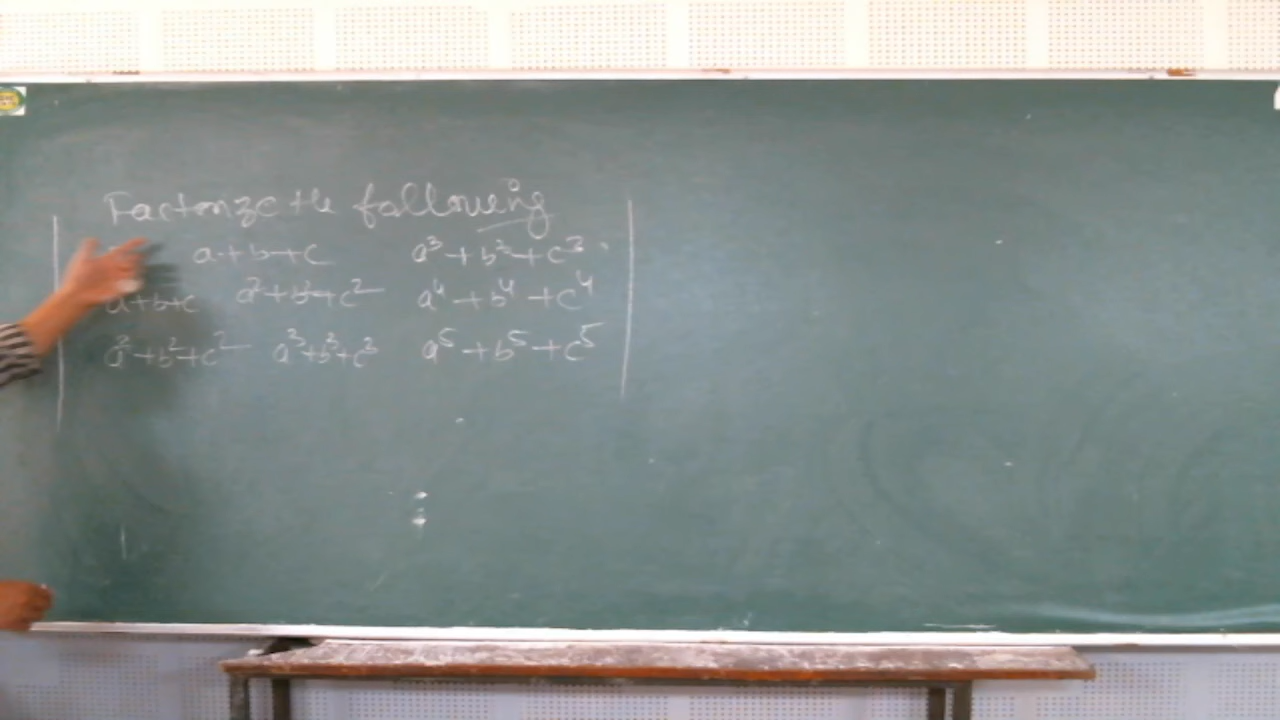 Factorize the following
a+b+c a³+b³+c³
a+b+c a²+b²+c² a⁴+b⁴+c⁴
a²+b²+c² a³+b³+c³ a⁵+b⁵+c⁵